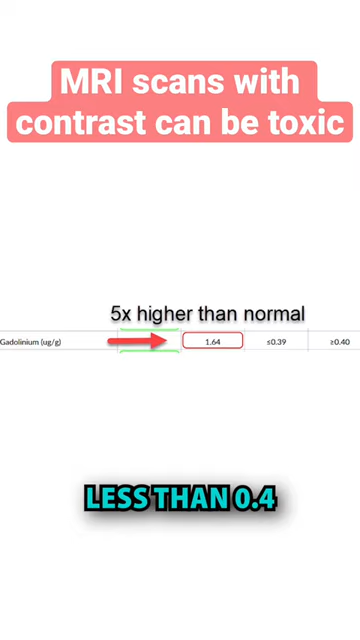 MRI scans with
contrast can be toxic
5x higher than normal
Gadolinium (ug/g) 1.64 ≤0.39 ≥0.40
LESS THAN 0.4